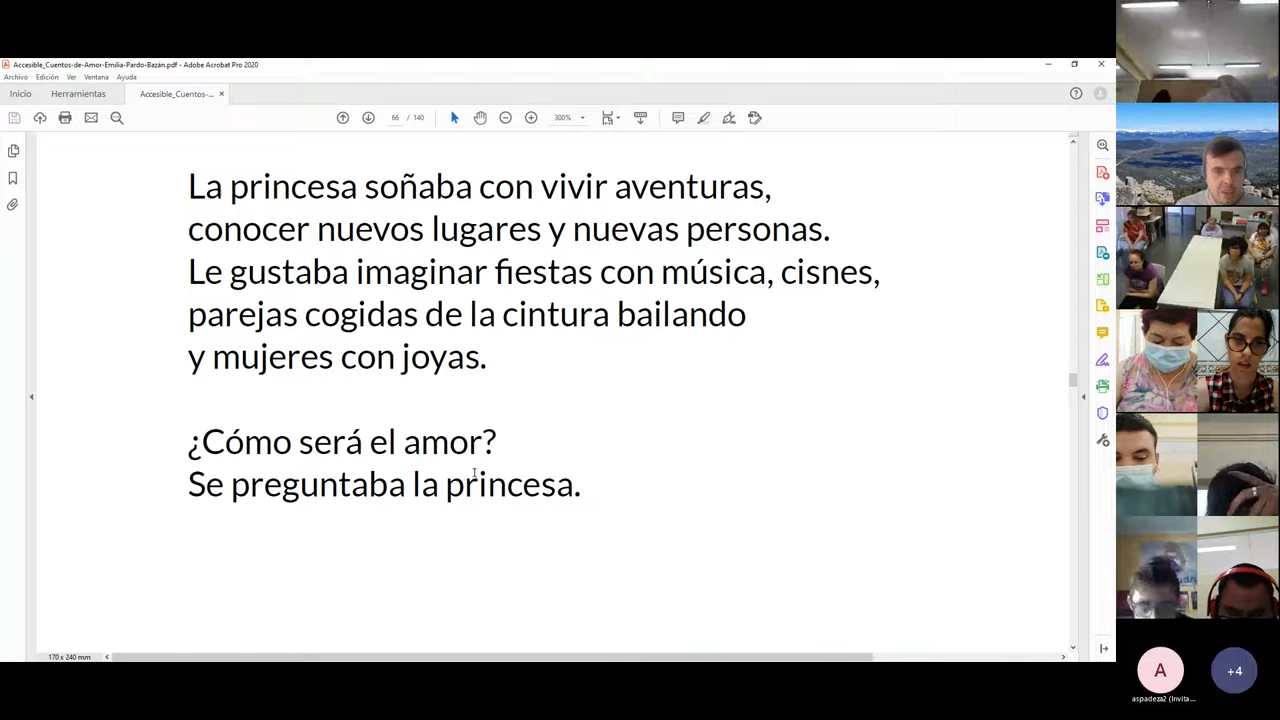 Accesible_Cuentos-de-Amor-Emilia-Pardo-Bazán.pdf - Adobe Acrobat Pro 2020
Archivo Edición Ver Ventana Ayuda
Inicio Herramientas Accesible_Cuentos-... ×
66 / 140 300%
La princesa soñaba con vivir aventuras,
conocer nuevos lugares y nuevas personas.
Le gustaba imaginar fiestas con música, cisnes,
parejas cogidas de la cintura bailando
y mujeres con joyas.
¿Cómo será el amor?
Se preguntaba la princesa.
170 x 240 mm
A
+4
aspadeza2 (Invita...